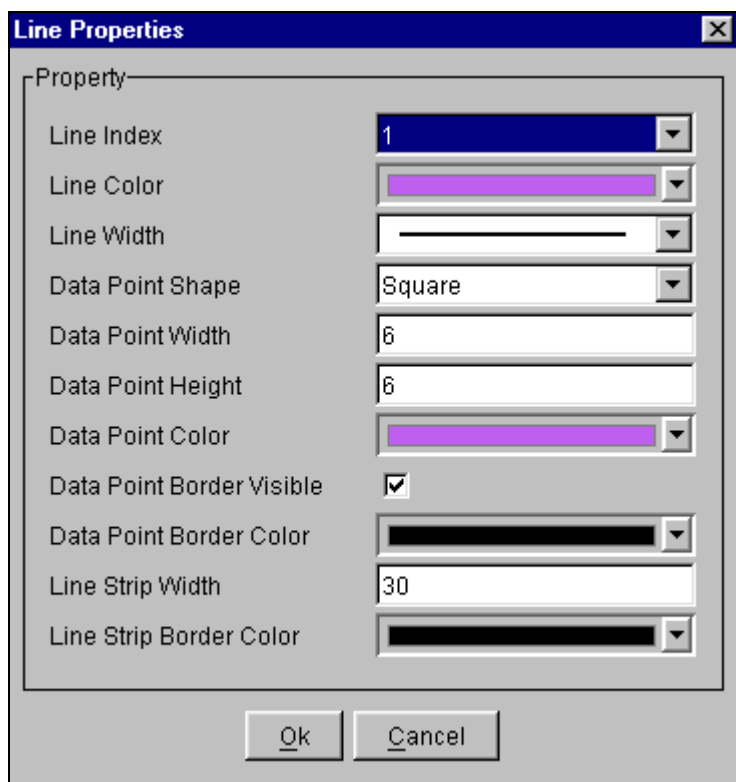 Line Properties
Property
Line Index 1
Line Color
Line Width
Data Point Shape Square
Data Point Width 6
Data Point Height 6
Data Point Color
Data Point Border Visible
Data Point Border Color
Line Strip Width 30
Line Strip Border Color
Ok Cancel